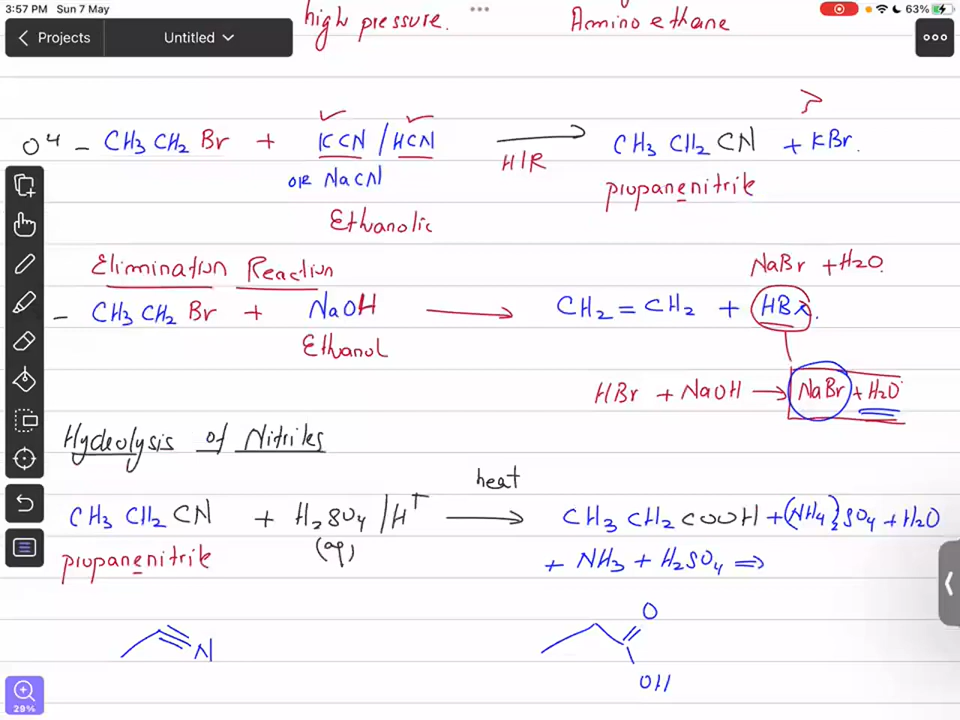 3:57 PM Sun 7 May 63%
high pressure. Amino ethane
Projects Untitled
04 - CH3 CH2 Br + KCN / HCN → CH3 CH2 CN + KBr.
OR NaCN H/R propanenitrile
Ethanolic
Elimination Reaction NaBr + H2O
- CH3 CH2 Br + NaOH → CH2 = CH2 + HBr.
Ethanol
HBr + NaOH → NaBr + H2O
Hydrolysis of Nitriles
heat
CH3 CH2 CN + H2SO4 / H+ → CH3 CH2 COOH + (NH4)2 SO4 + H2O
(aq)
propanenitrile + NH3 + H2SO4 ⇒
O
N
OH
29%